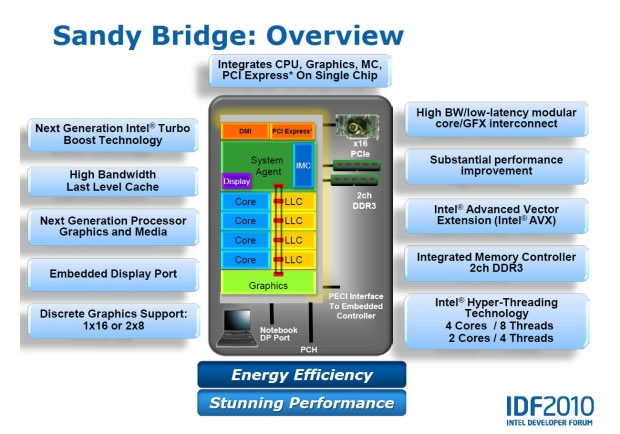 Sandy Bridge: Overview
Integrates CPU, Graphics, MC,
PCI Express* On Single Chip
Next Generation Intel® Turbo
Boost Technology
High Bandwidth
Last Level Cache
Next Generation Processor
Graphics and Media
Embedded Display Port
Discrete Graphics Support:
1x16 or 2x8
DMI
PCI Express*
System
Agent
IMC
Display
Core
LLC
Core
LLC
Core
LLC
Core
LLC
Graphics
x16
PCIe
2ch
DDR3
PECI Interface
To Embedded
Controller
Notebook
DP Port
PCH
High BW/low-latency modular
core/GFX interconnect
Substantial performance
improvement
Intel® Advanced Vector
Extension (Intel® AVX)
Integrated Memory Controller
2ch DDR3
Intel® Hyper-Threading
Technology
4 Cores / 8 Threads
2 Cores / 4 Threads
Energy Efficiency
Stunning Performance
IDF2010
INTEL DEVELOPER FORUM